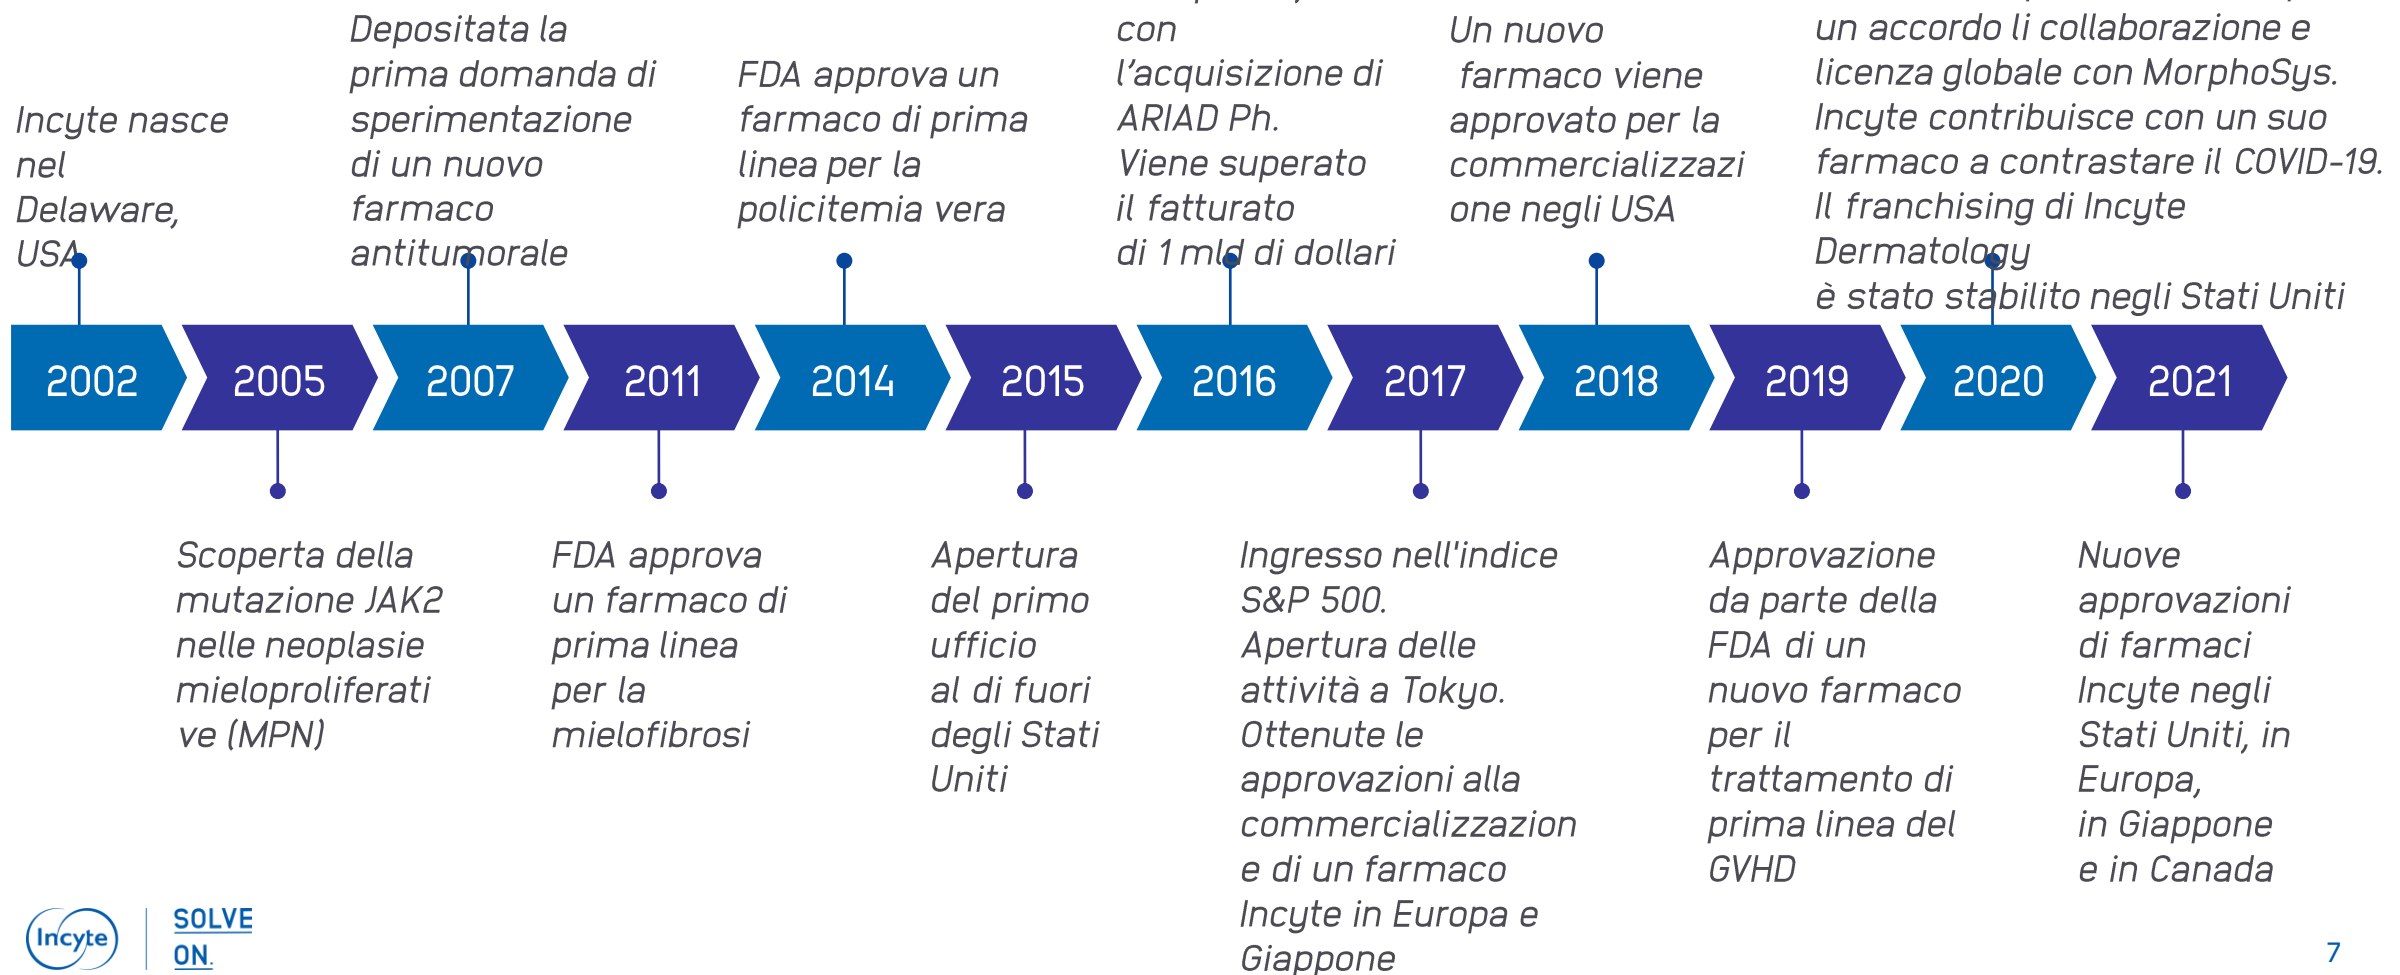 Incyte nasce
nel
Delaware,
USA
Depositata la
prima domanda di
sperimentazione
di un nuovo
farmaco
antitumorale
FDA approva un
farmaco di prima
linea per la
policitemia vera
con
l’acquisizione di
ARIAD Ph.
Viene superato
il fatturato
di 1 mld di dollari
Un nuovo
farmaco viene
approvato per la
commercializzazi
one negli USA
un accordo li collaborazione e
licenza globale con MorphoSys.
Incyte contribuisce con un suo
farmaco a contrastare il COVID-19.
Il franchising di Incyte
Dermatology
è stato stabilito negli Stati Uniti
2002
2005
2007
2011
2014
2015
2016
2017
2018
2019
2020
2021
Scoperta della
mutazione JAK2
nelle neoplasie
mieloproliferati
ve (MPN)
FDA approva
un farmaco di
prima linea
per la
mielofibrosi
Apertura
del primo
ufficio
al di fuori
degli Stati
Uniti
Ingresso nell'indice
S&P 500.
Apertura delle
attività a Tokyo.
Ottenute le
approvazioni alla
commercializzazion
e di un farmaco
Incyte in Europa e
Giappone
Approvazione
da parte della
FDA di un
nuovo farmaco
per il
trattamento di
prima linea del
GVHD
Nuove
approvazioni
di farmaci
Incyte negli
Stati Uniti, in
Europa,
in Giappone
e in Canada
Incyte
SOLVE
ON.
7